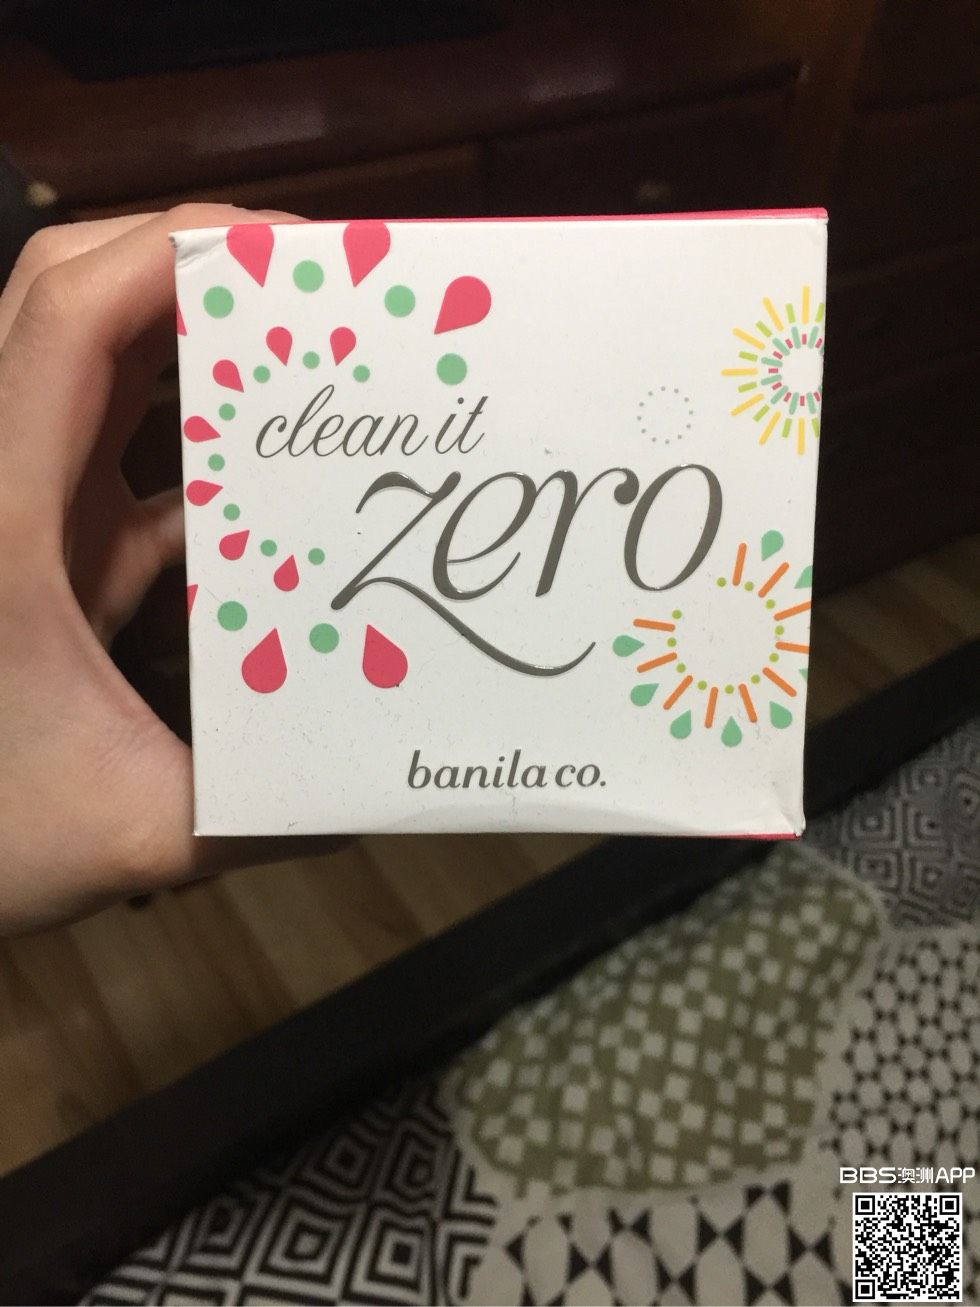 clean it
zero
banila co.
BBS澳洲APP